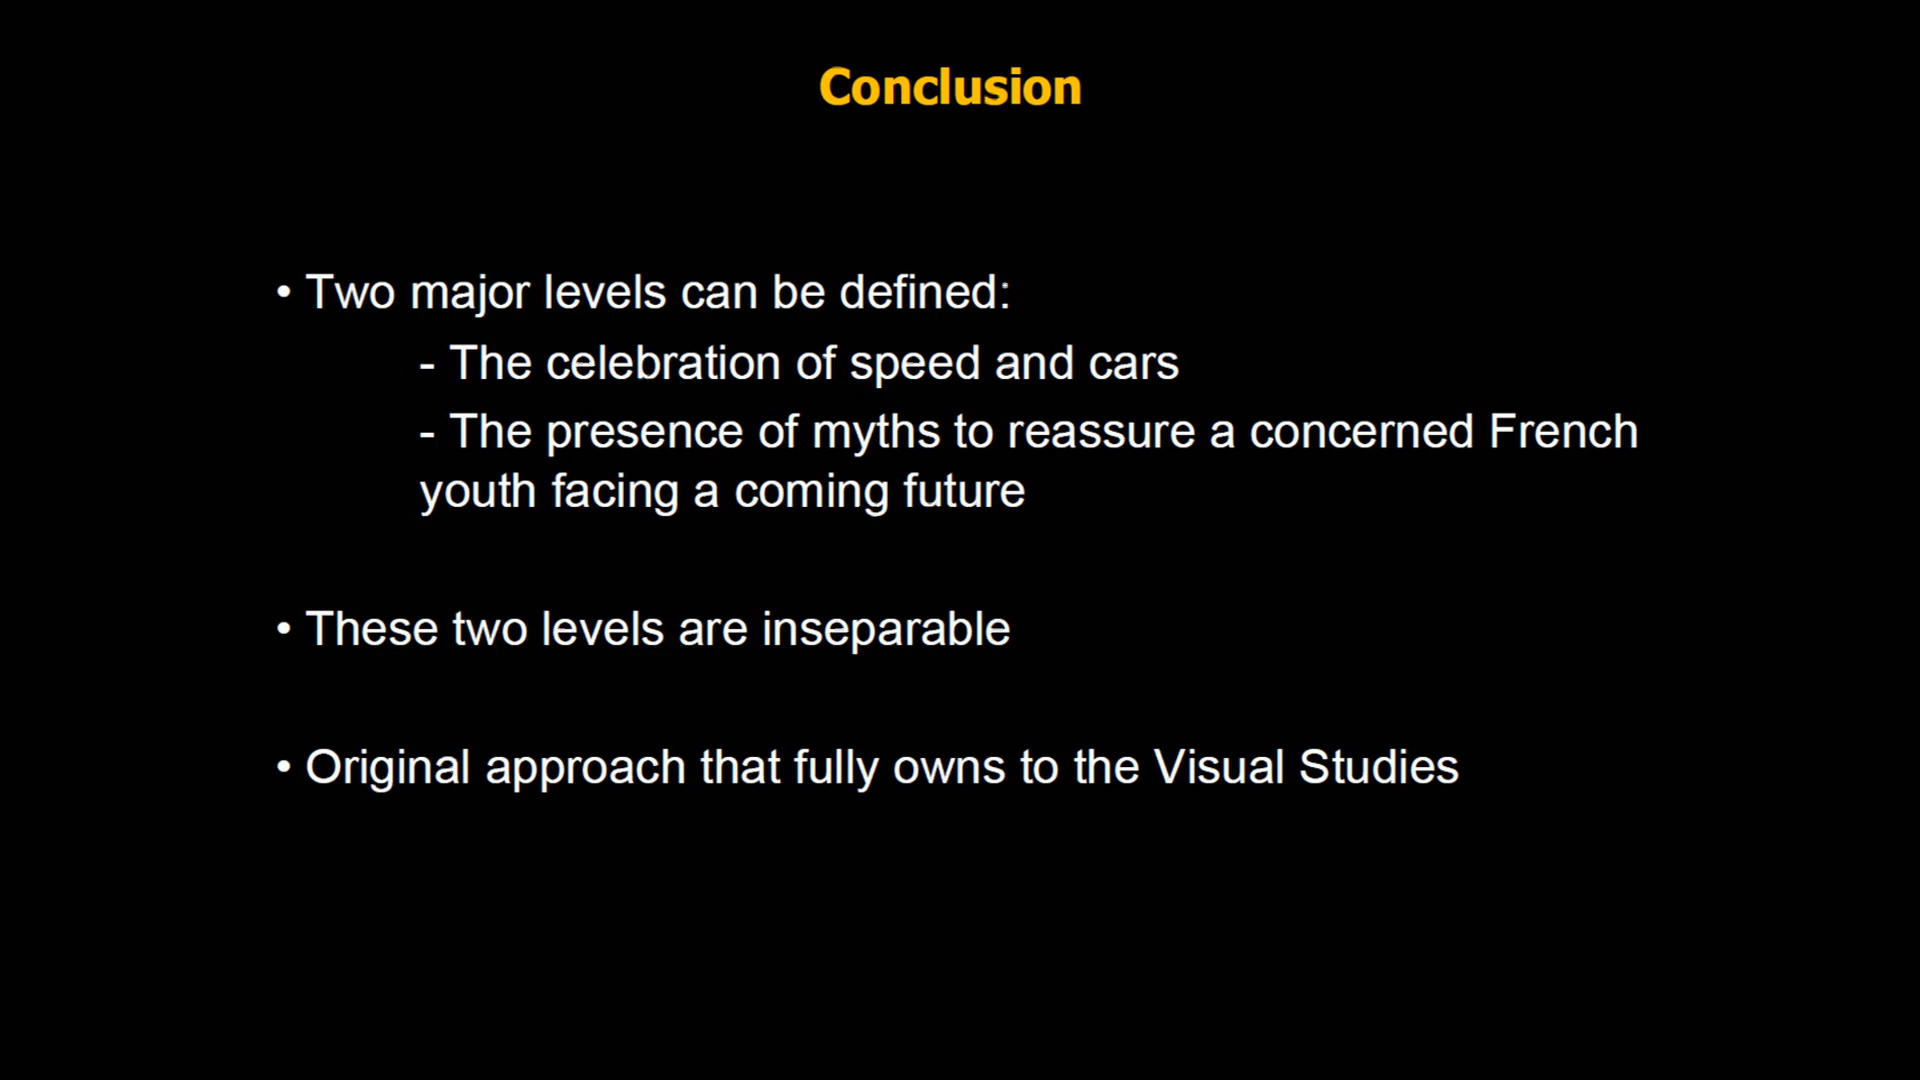 Conclusion
• Two major levels can be defined:
- The celebration of speed and cars
- The presence of myths to reassure a concerned French
youth facing a coming future
• These two levels are inseparable
• Original approach that fully owns to the Visual Studies